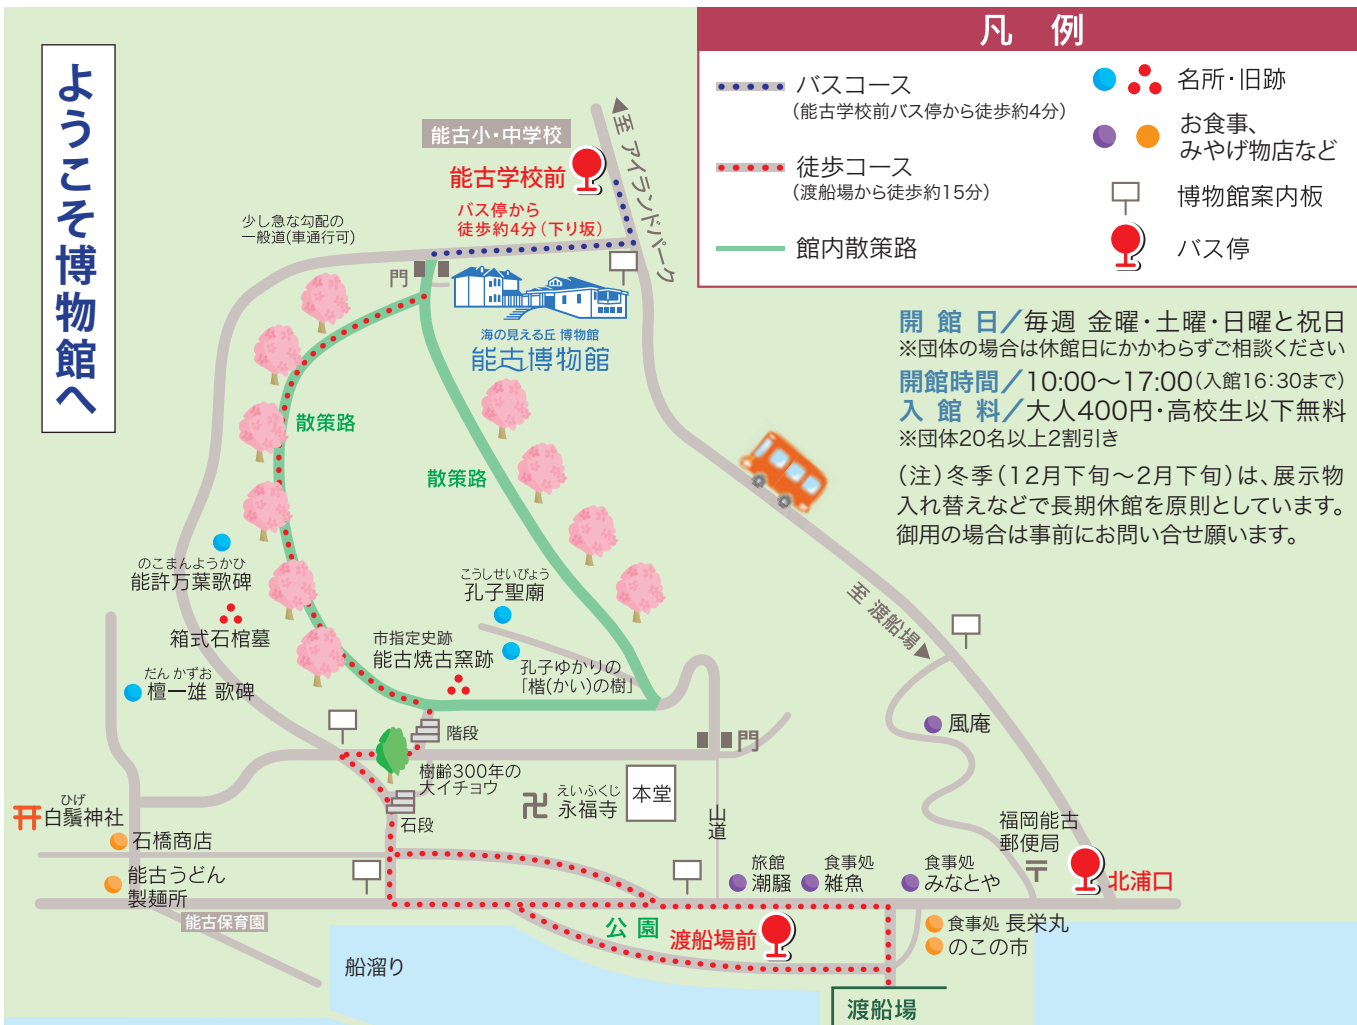 ようこそ博物館へ
凡 例
バスコース
(能古学校前バス停から徒歩約4分)
徒歩コース
(渡船場から徒歩約15分)
館内散策路
名所・旧跡
お食事、
みやげ物店など
博物館案内板
バス停
開館日/毎週 金曜・土曜・日曜と祝日
※団体の場合は休館日にかかわらずご相談ください
開館時間/10:00〜17:00(入館16:30まで)
入館料/大人400円・高校生以下無料
※団体20名以上2割引き
(注)冬季(12月下旬〜2月下旬)は、展示物
入れ替えなどで長期休館を原則としています。
御用の場合は事前にお問い合せ願います。
能古小・中学校
能古学校前
バス停から
徒歩約4分(下り坂)
至 アイランドパーク
少し急な勾配の
一般道(車通行可)
門
海の見える丘 博物館
能古博物館
散策路
散策路
のこまんようかひ
能許万葉歌碑
箱式石棺墓
だん かずお
檀一雄 歌碑
こうしせいびょう
孔子聖廟
市指定史跡
能古焼古窯跡
孔子ゆかりの
「楷(かい)の樹」
至 渡船場
風庵
階段
門
樹齢300年の
大イチョウ
えいふくじ
卍 永福寺
本堂
山道
石段
ひげ
白鬚神社
石橋商店
能古うどん
製麺所
能古保育園
福岡能古
郵便局
〒
北浦口
旅館
潮騒
食事処
雑魚
食事処
みなとや
公園
渡船場前
食事処 長栄丸
のこの市
船溜り
渡船場